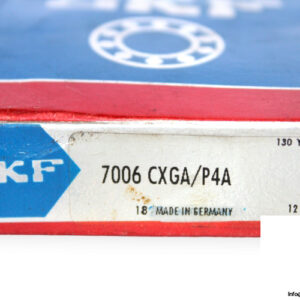 SKF
130 Y
SKF
7006 CXGA/P4A
18 MADE IN GERMANY
12